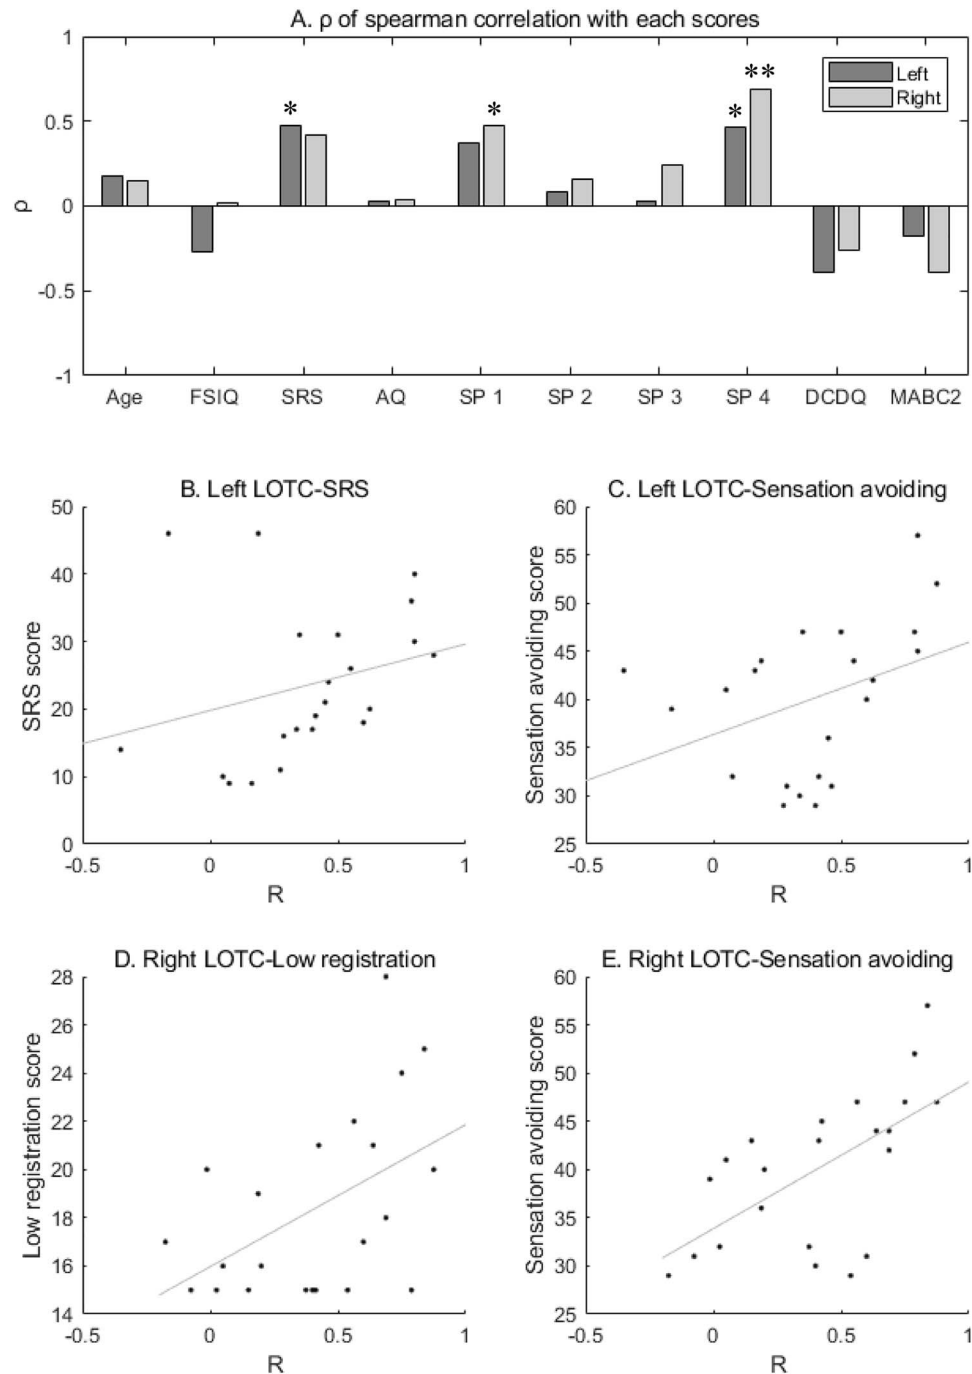 A. ρ of spearman correlation with each scores
1
0.5
0
-0.5
-1
ρ
* * * * **
Left
Right
Age FSIQ SRS AQ SP 1 SP 2 SP 3 SP 4 DCDQ MABC2
B. Left LOTC-SRS
50
40
30
20
10
0
SRS score
-0.5 0 0.5 1
R
C. Left LOTC-Sensation avoiding
60
55
50
45
40
35
30
25
Sensation avoiding score
-0.5 0 0.5 1
R
D. Right LOTC-Low registration
28
26
24
22
20
18
16
14
Low registration score
-0.5 0 0.5 1
R
E. Right LOTC-Sensation avoiding
60
55
50
45
40
35
30
25
Sensation avoiding score
-0.5 0 0.5 1
R